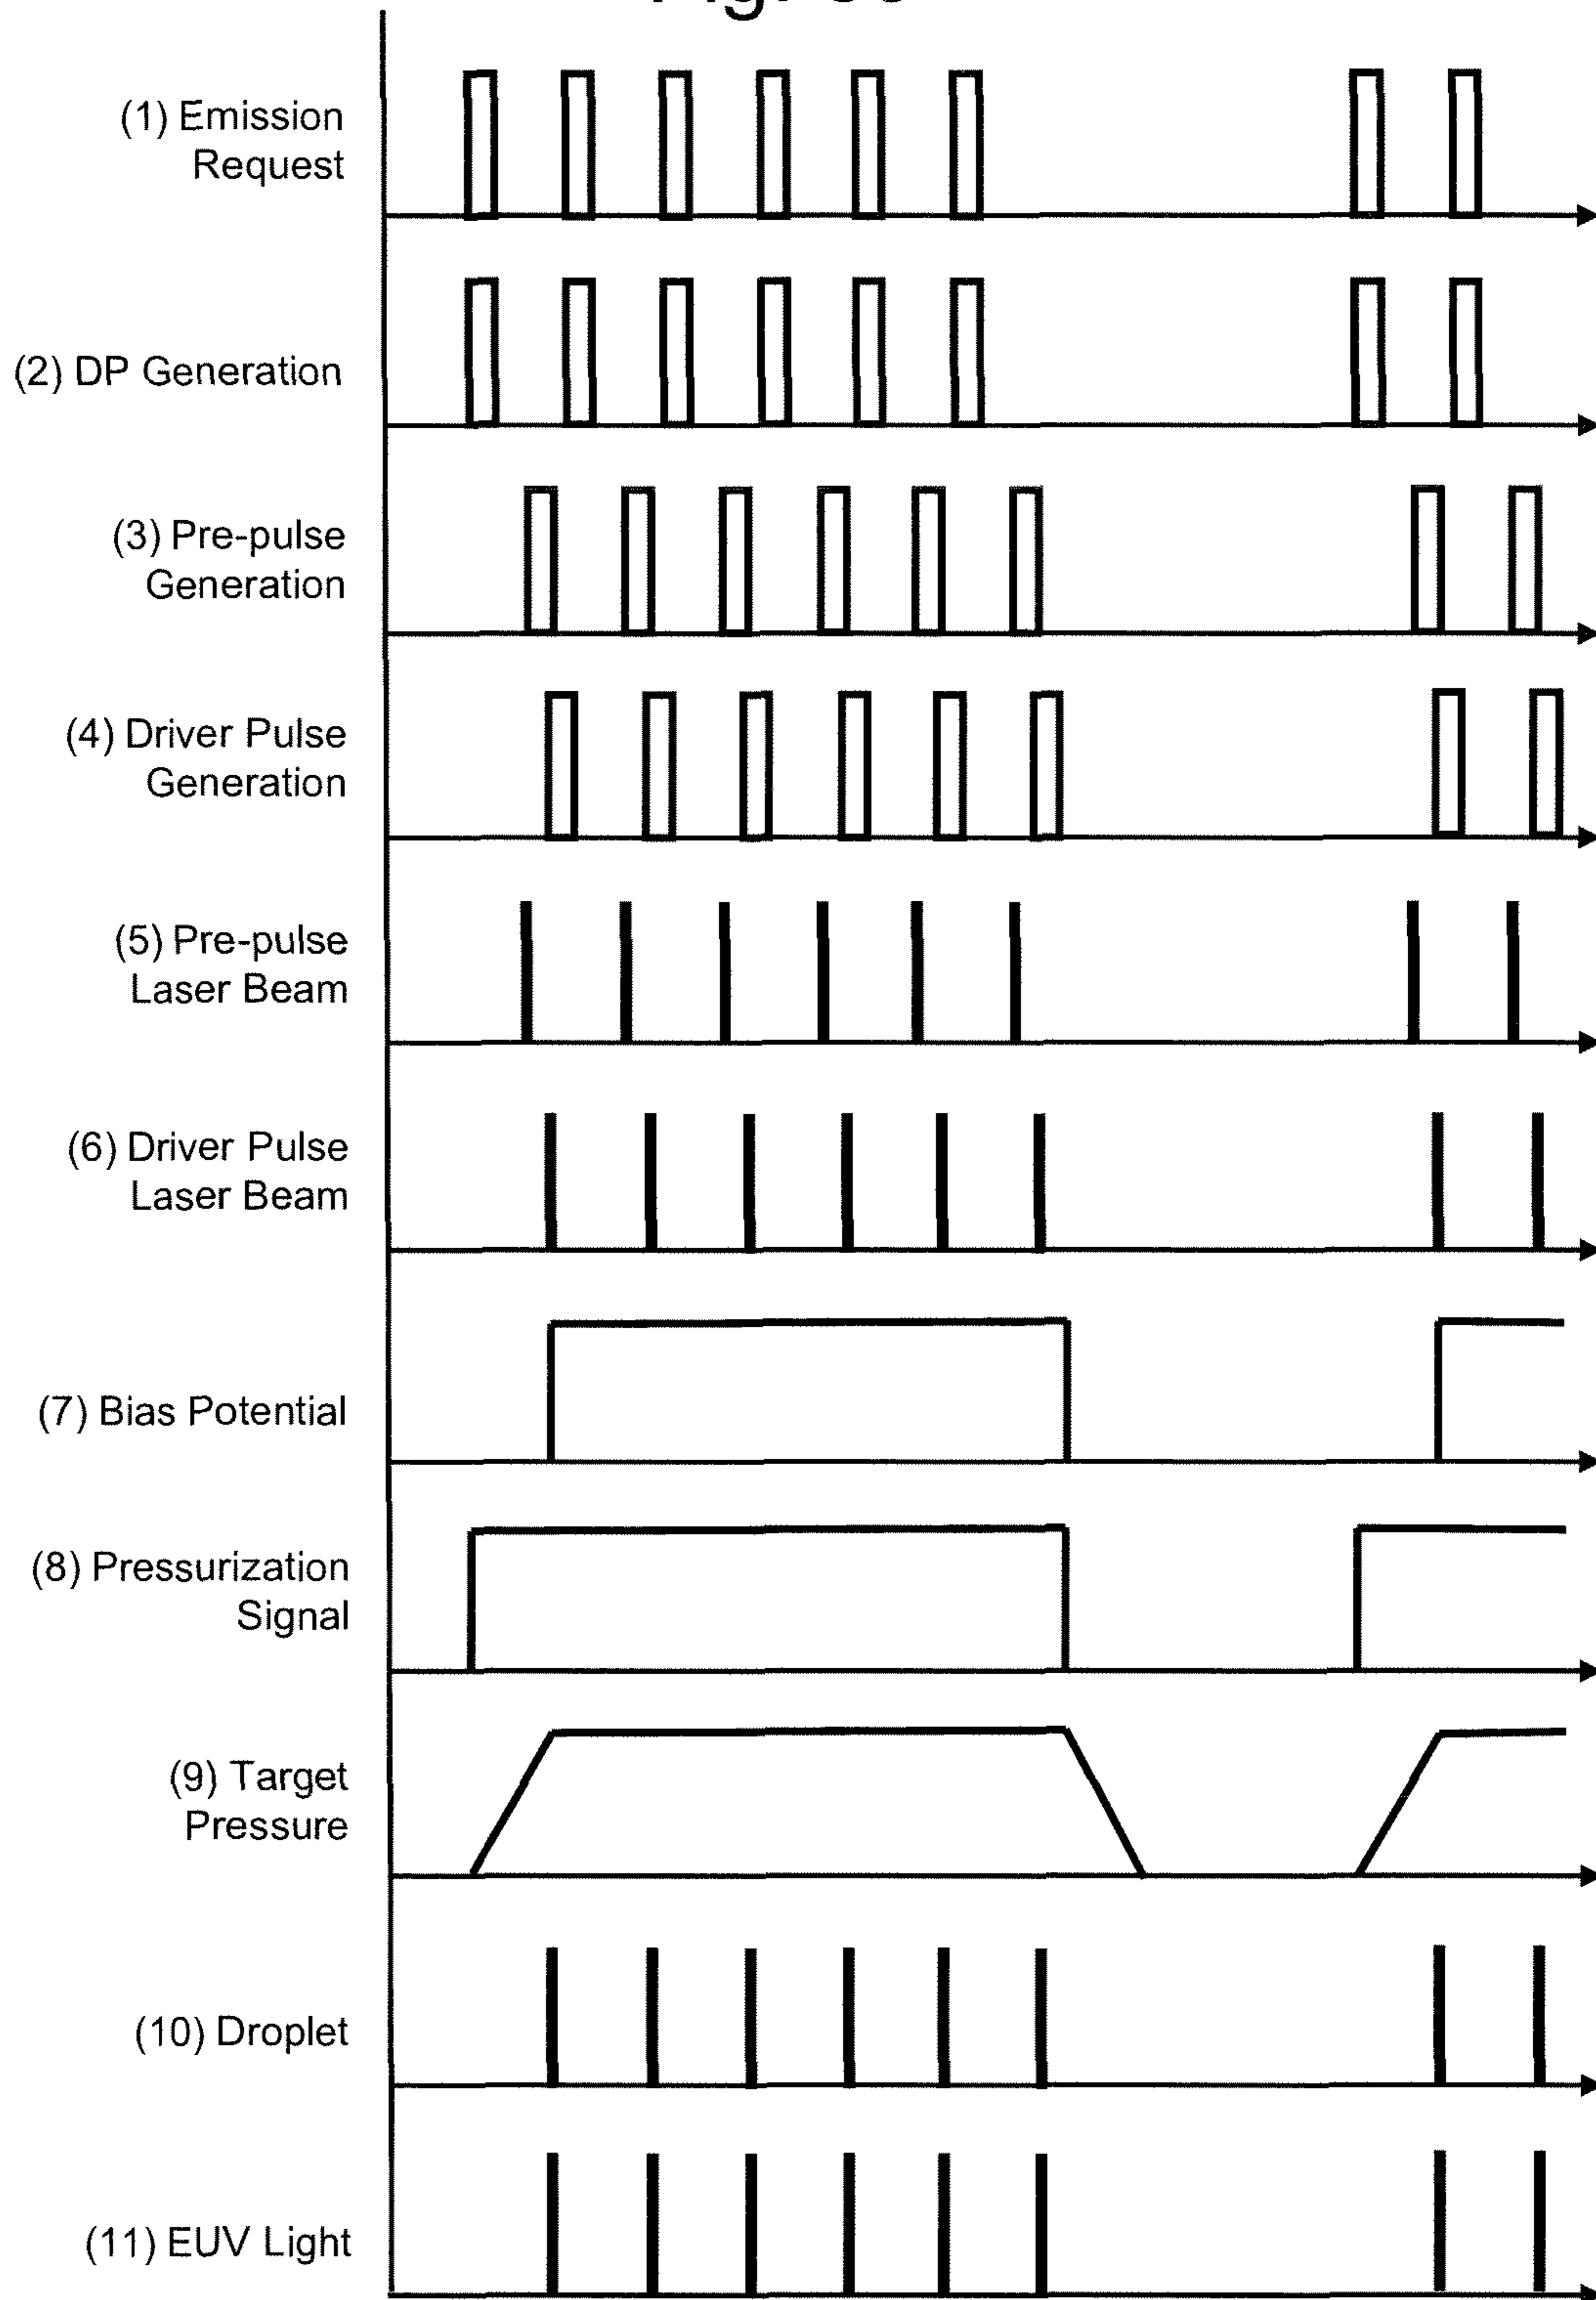 Fig.
(1) Emission
Request
(2) DP Generation
(3) Pre-pulse
Generation
(4) Driver Pulse
Generation
(5) Pre-pulse
Laser Beam
(6) Driver Pulse
Laser Beam
(7) Bias Potential
(8) Pressurization
Signal
(9) Target
Pressure
(10) Droplet
(11) EUV Light